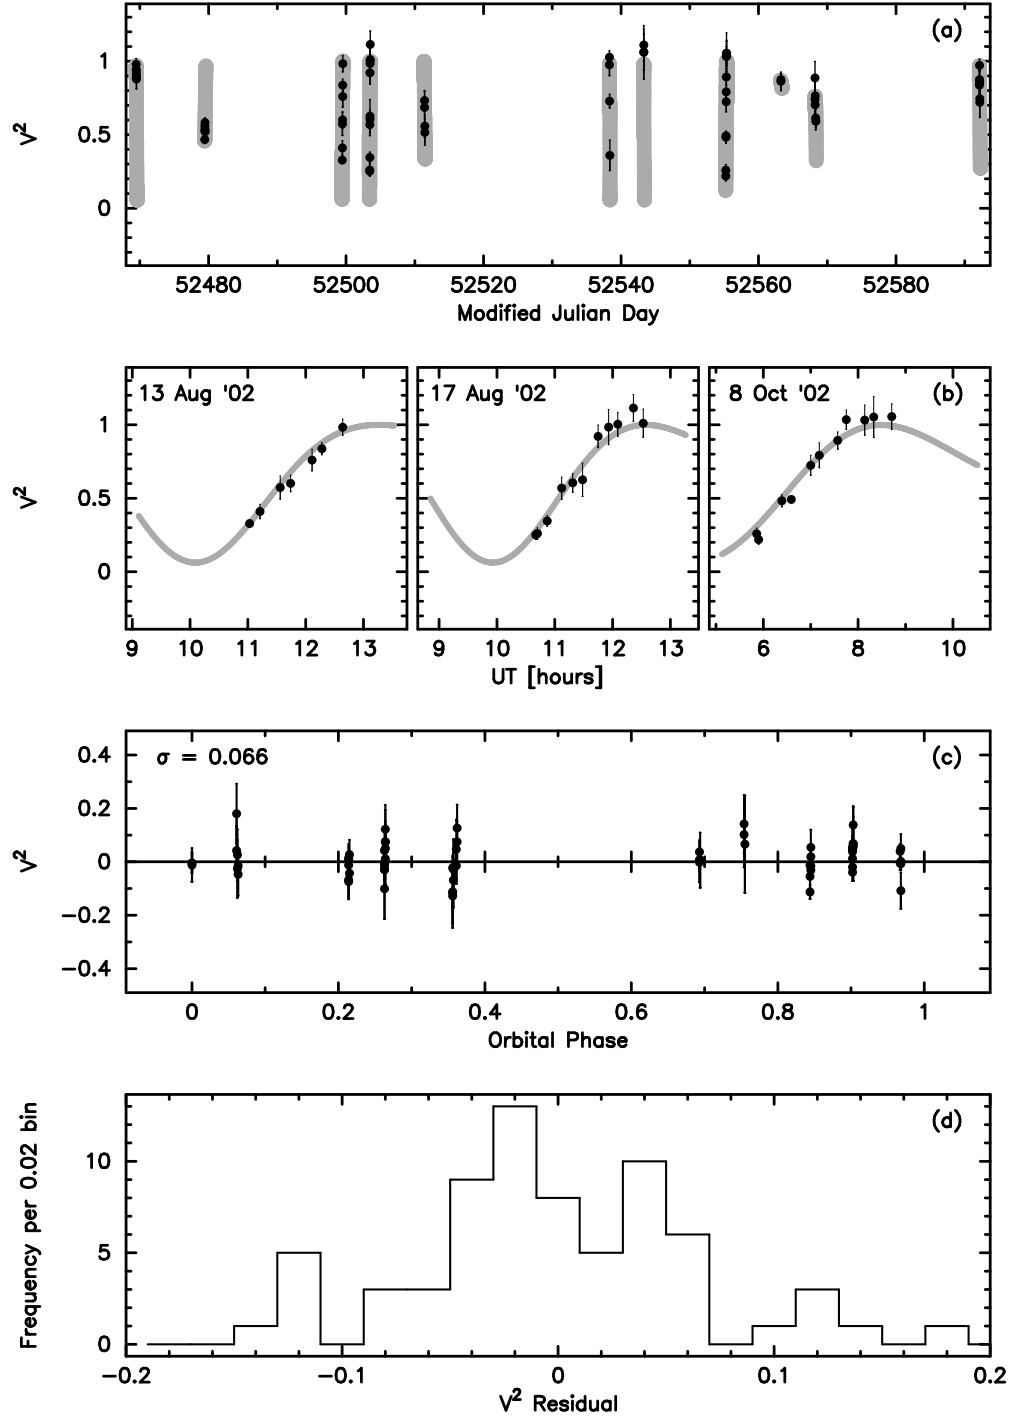 (a)
V²
1
0.5
0
52480 52500 52520 52540 52560 52580
Modified Julian Day
13 Aug '02 17 Aug '02 8 Oct '02 (b)
V²
1
0.5
0
9 10 11 12 13 9 10 11 12 13 6 8 10
UT [hours]
σ = 0.066 (c)
V²
0.4
0.2
0
−0.2
−0.4
0 0.2 0.4 0.6 0.8 1
Orbital Phase
(d)
Frequency per 0.02 bin
10
5
0
−0.2 −0.1 0 0.1 0.2
V² Residual